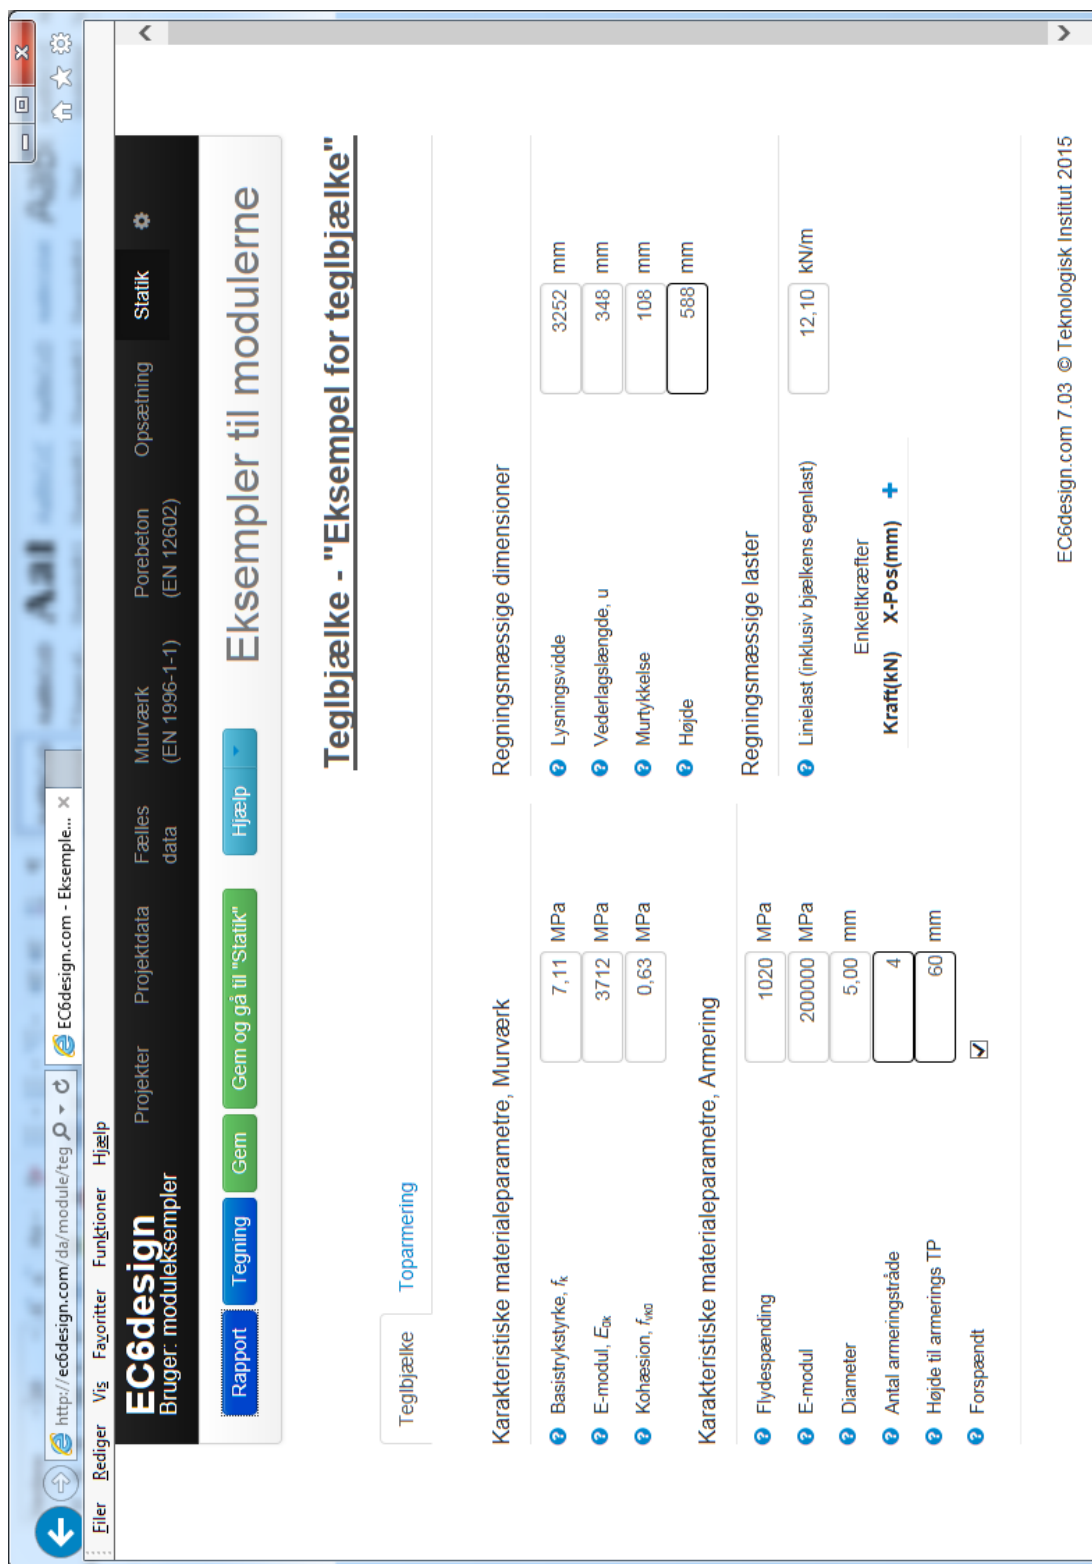 http://ec6design.com/da/module/teg
EC6design.com - Eksemple...
Filer Rediger Vis Favoritter Funktioner Hjælp
EC6design
Bruger: moduleksempler
Projekter Projektdata Fælles data Murværk (EN 1996-1-1) Porebeton (EN 12602) Opsætning Statik
Rapport Tegning Gem Gem og gå til "Statik" Hjælp Eksempler til modulerne
Teglbjælke - "Eksempel for teglbjælke"
Teglbjælke Toparmering
Karakteristiske materialeparametre, Murværk
Basistrykstyrke, fk 7,11 MPa
E-modul, E0k 3712 MPa
Kohæsion, fvk0 0,63 MPa
Karakteristiske materialeparametre, Armering
Flydespænding 1020 MPa
E-modul 200000 MPa
Diameter 5,00 mm
Antal armeringstråde 4
Højde til armerings TP 60 mm
Forspændt
Regningsmæssige dimensioner
Lysningsvidde 3252 mm
Vederlagslængde, u 348 mm
Murtykkelse 108 mm
Højde 588 mm
Regningsmæssige laster
Linielast (inklusiv bjælkens egenlast) 12,10 kN/m
Enkeltkræfter
Kraft(kN) X-Pos(mm) +
EC6design.com 7.03 © Teknologisk Institut 2015